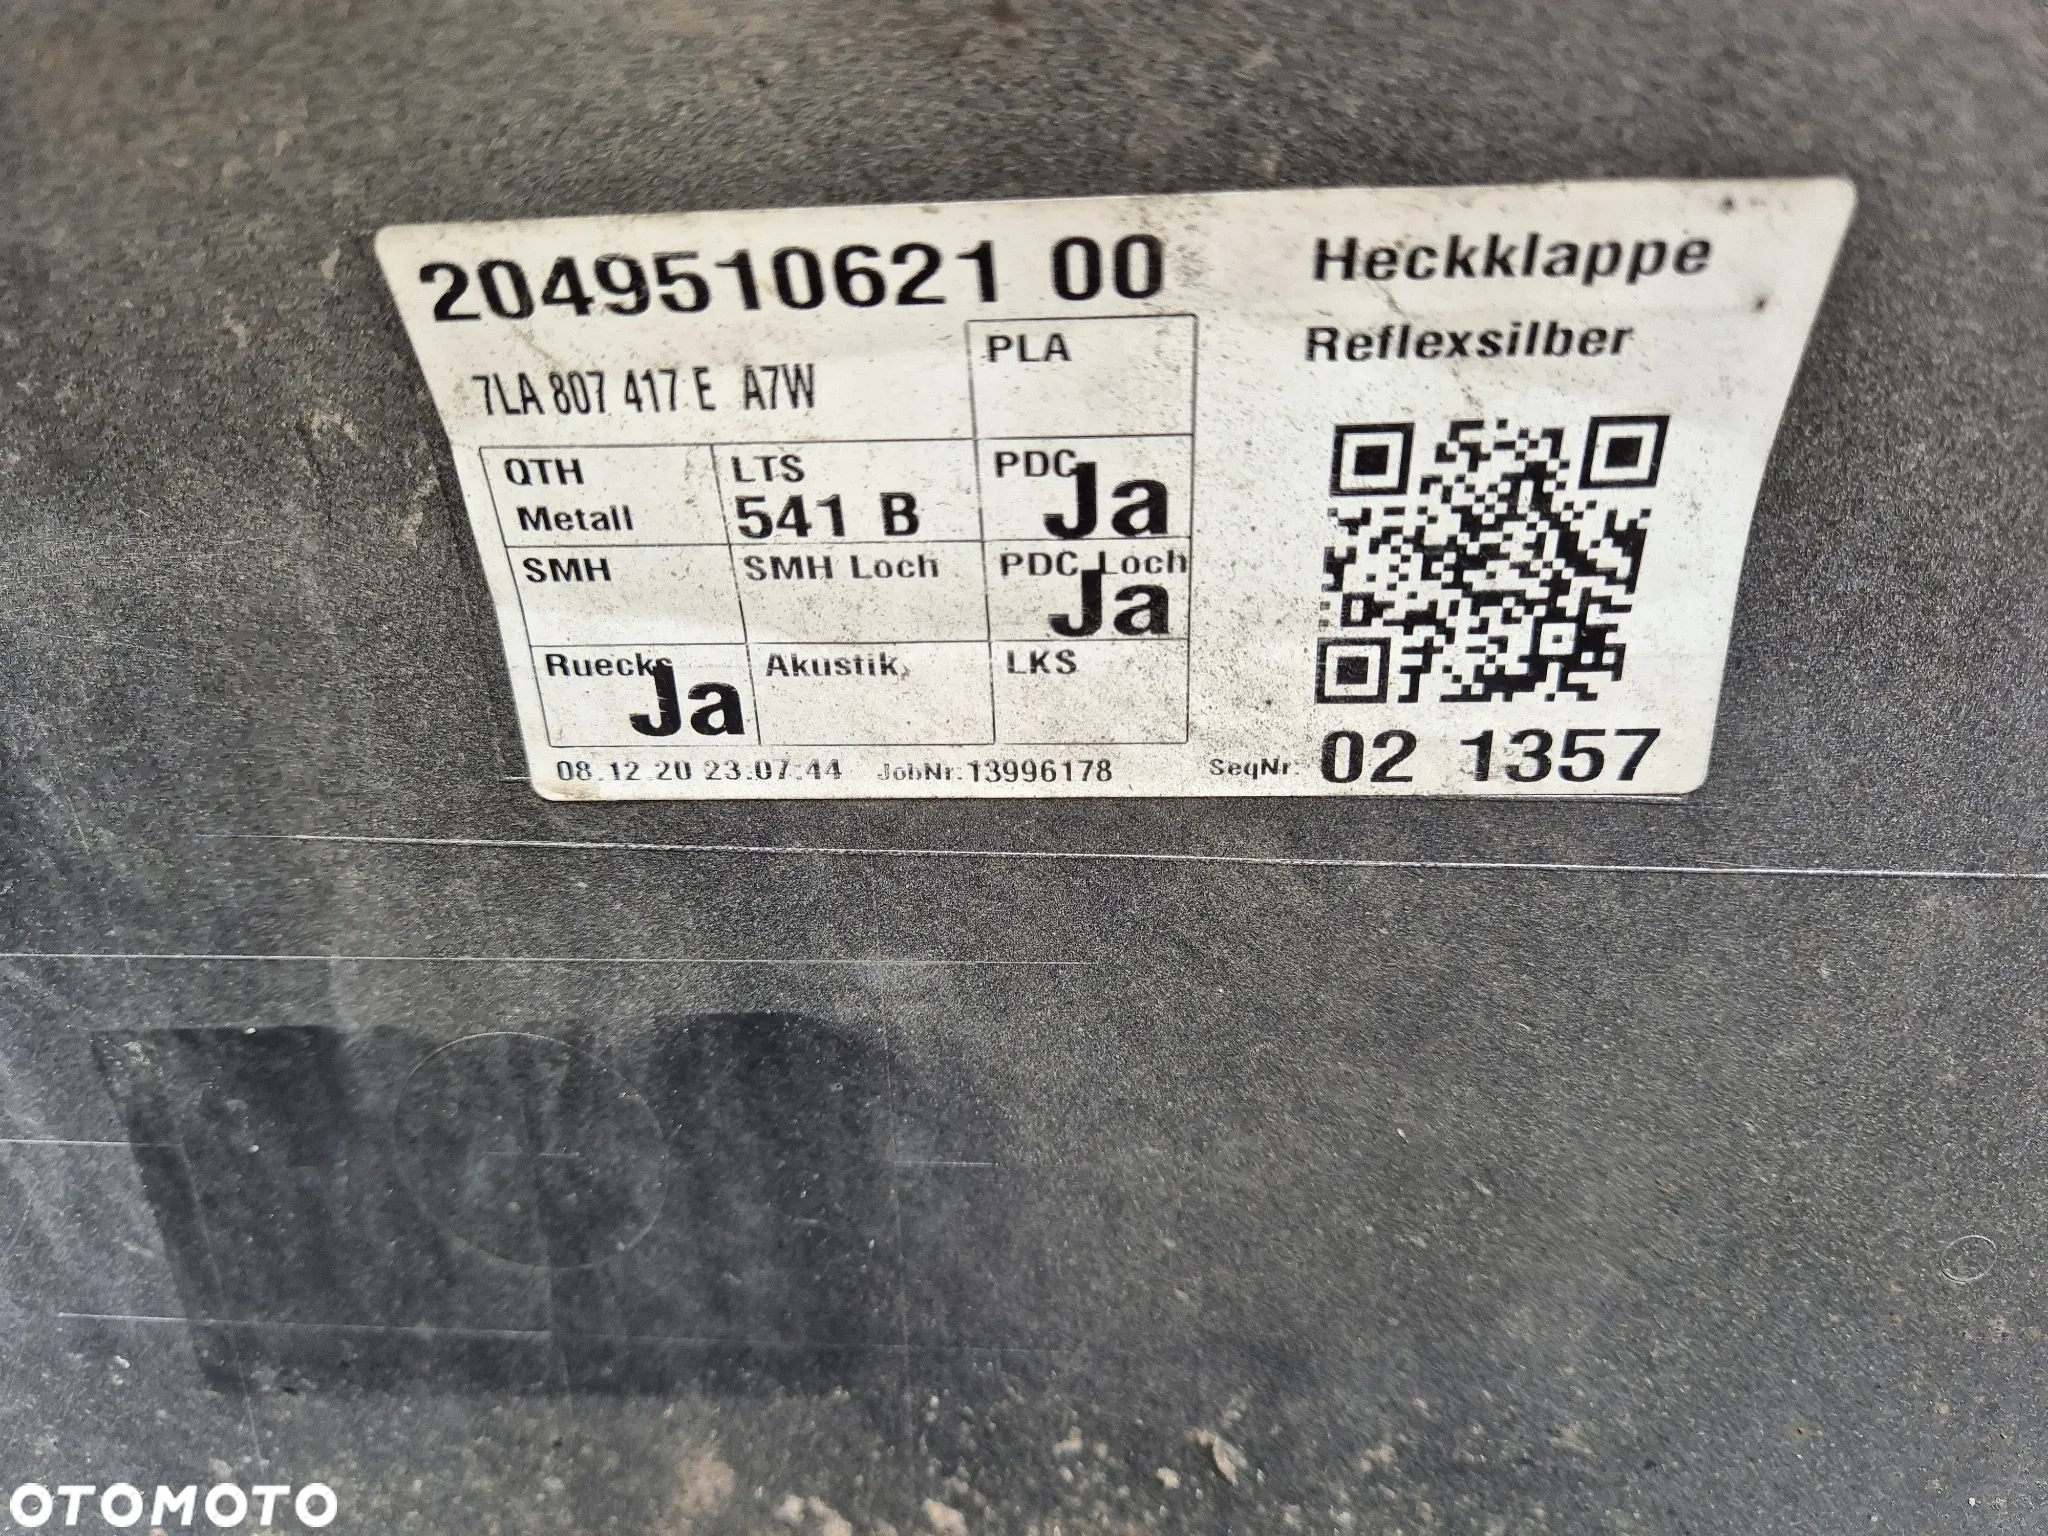 2049510621 00
Heckklappe
Reflexsilber
7LA 807 417 E A7W
PLA
QTH
Metall
LTS
541 B
PDC
Ja
SMH
SMH Loch
PDC Loch
Ja
Ruecks
Ja
Akustik
LKS
08.12.20 23:07:44 JobNr:13996178
SeqNr: 02 1357
OTOMOTO